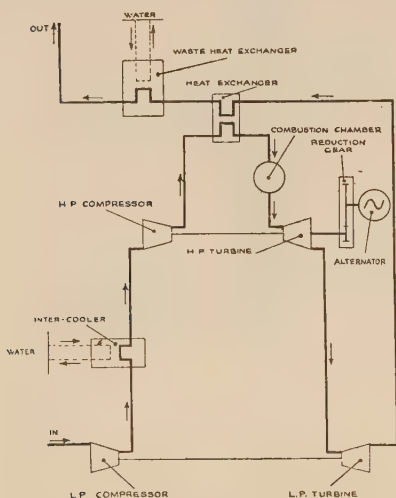 WATER
OUT
WASTE HEAT EXCHANGER
HEAT EXCHANGER
COMBUSTION CHAMBER
REDUCTION
GEAR
H P COMPRESSOR
H P TURBINE
ALTERNATOR
INTER-COOLER
WATER
IN
L P COMPRESSOR
L.P. TURBINE